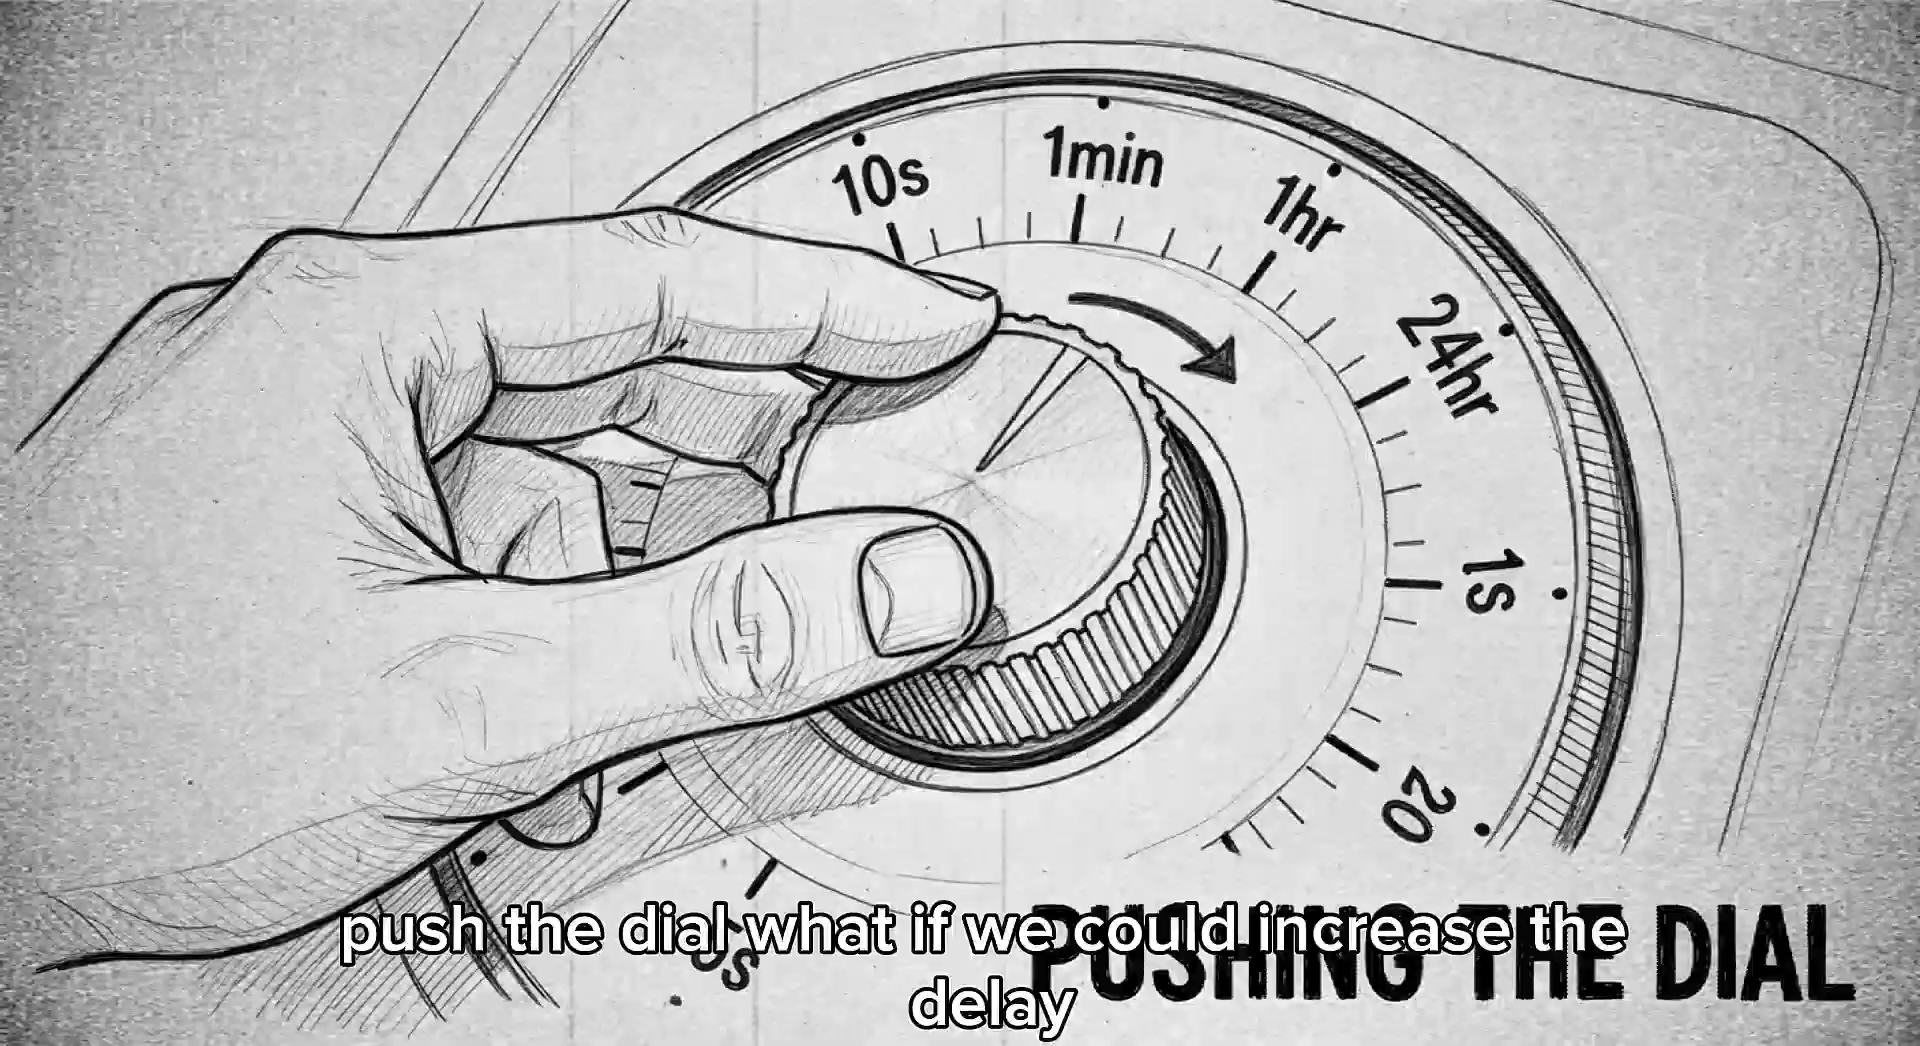 10s
1min
1hr
24hr
1s
20
PUSHING THE DIAL
push the dial what if we could increase the
delay